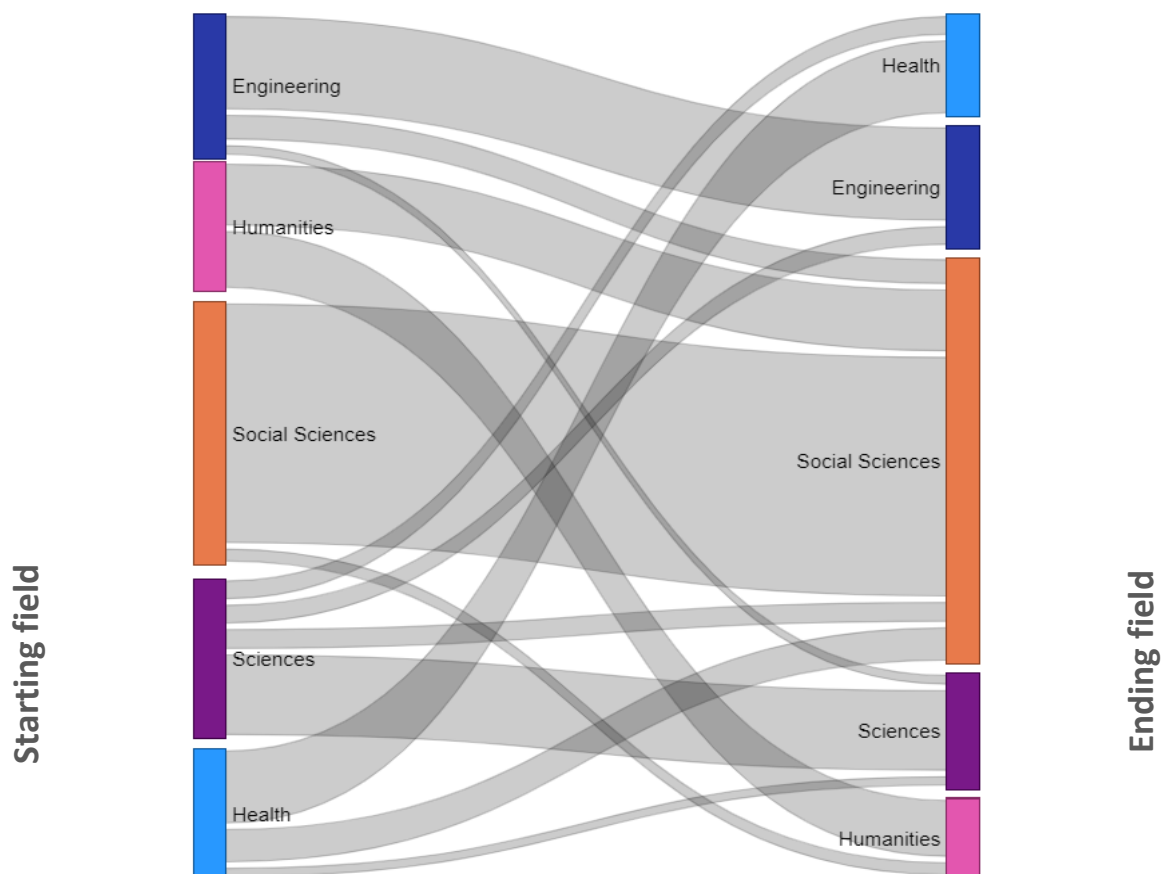 Engineering
Humanities
Social Sciences
Sciences
Health
Health
Engineering
Social Sciences
Sciences
Humanities
Starting field
Ending field